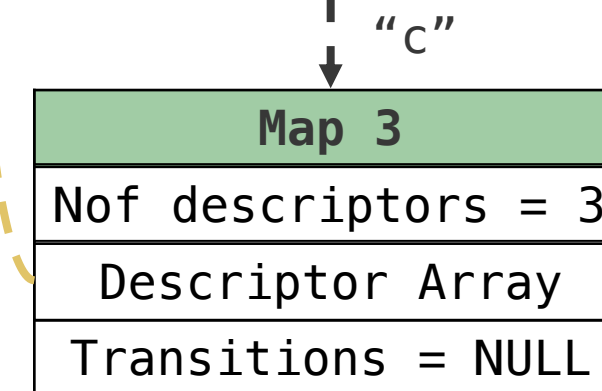 “c”
Map 3
Nof descriptors = 3
Descriptor Array
Transitions = NULL